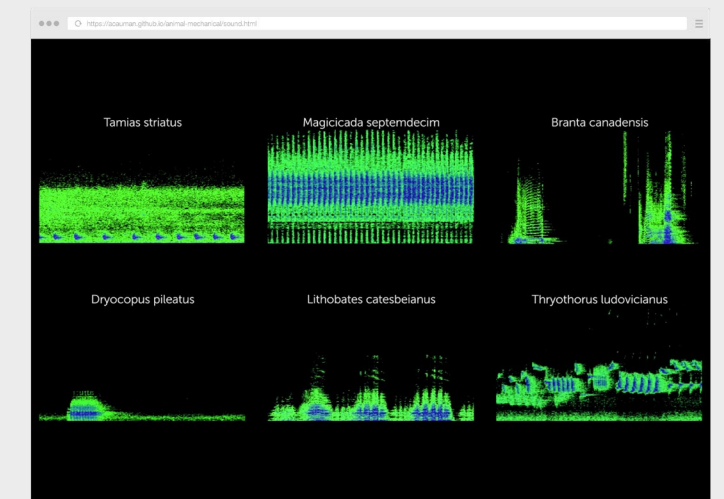 https://acauman.github.io/animal-mechanical/sound.html
Tamias striatus
Magicicada septemdecim
Branta canadensis
Dryocopus pileatus
Lithobates catesbeianus
Thryothorus ludovicianus